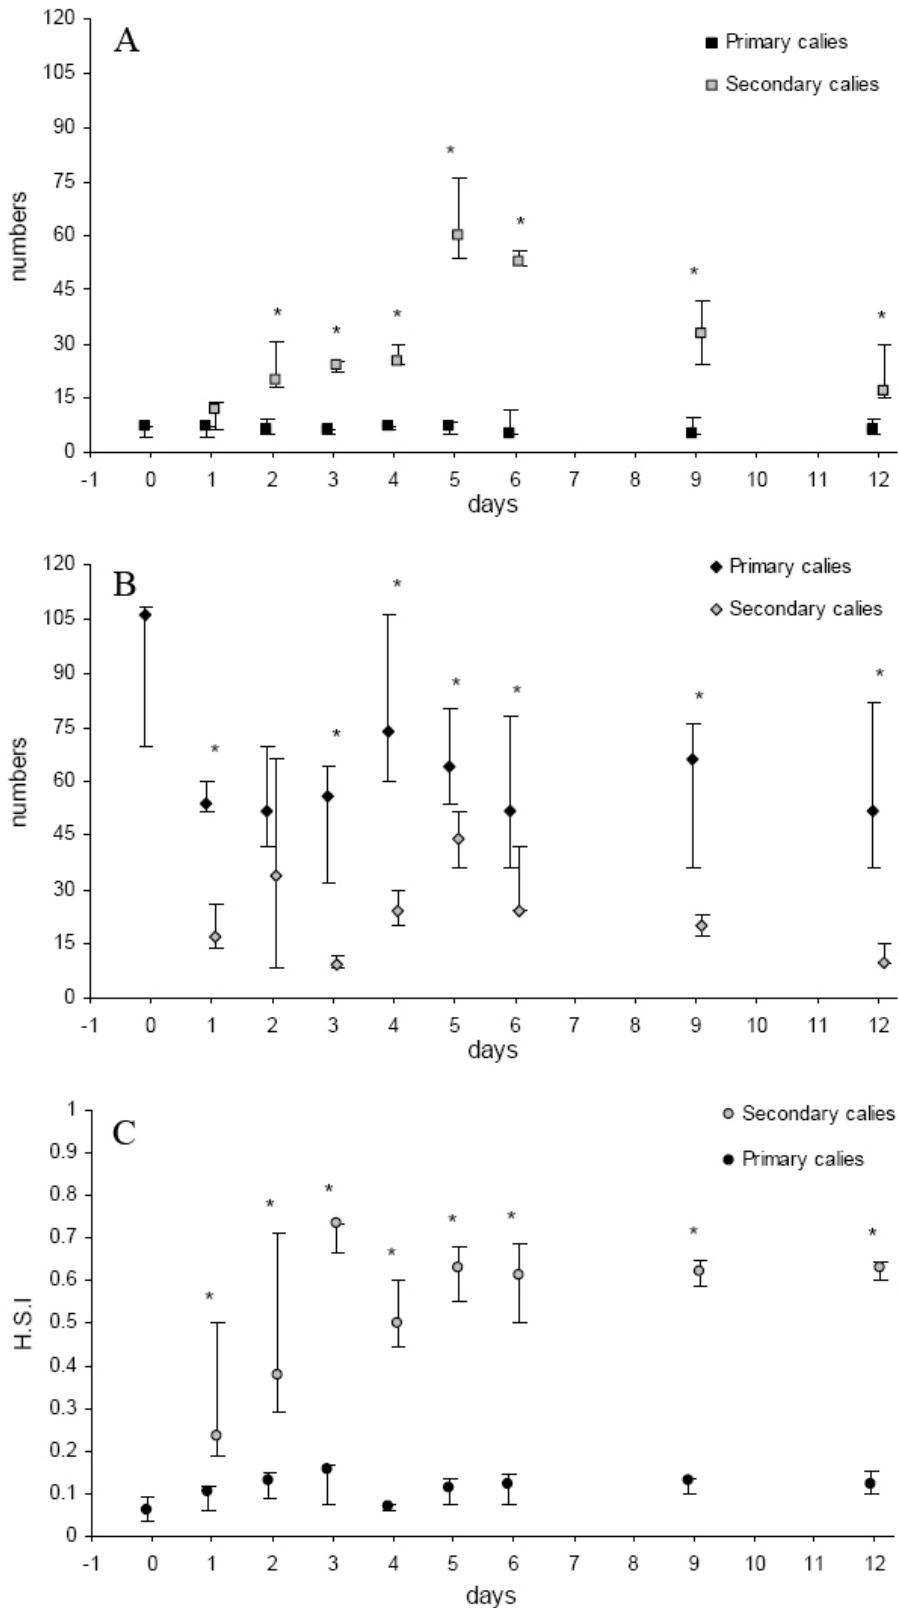 A
Primary calies
Secondary calies
120
105
90
75
60
45
30
15
0
numbers
*
*
*
*
*
*
*
*
-1 0 1 2 3 4 5 6 7 8 9 10 11 12
days
B
Primary calies
Secondary calies
120
105
90
75
60
45
30
15
0
numbers
*
*
*
*
*
*
*
*
-1 0 1 2 3 4 5 6 7 8 9 10 11 12
days
C
Secondary calies
Primary calies
1
0.9
0.8
0.7
0.6
0.5
0.4
0.3
0.2
0.1
0
H.S.I
*
*
*
*
*
*
*
*
-1 0 1 2 3 4 5 6 7 8 9 10 11 12
days